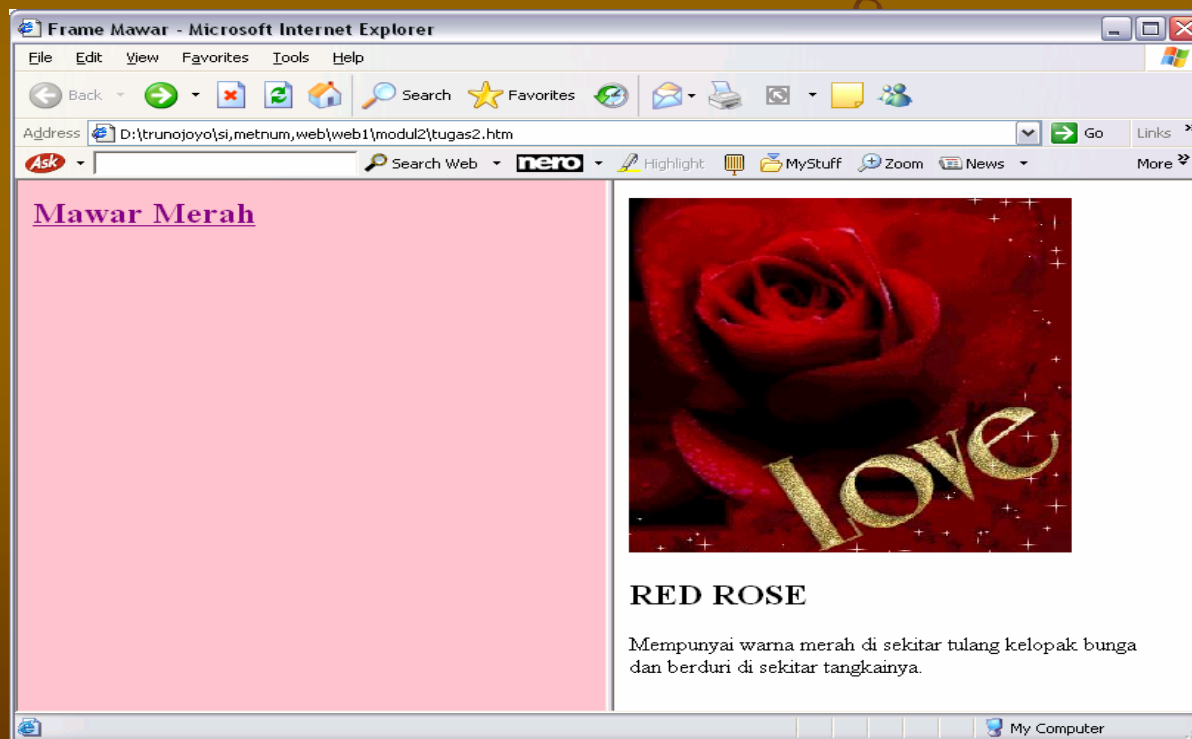 Frame Mawar - Microsoft Internet Explorer
File Edit View Favorites Tools Help
Back Search Favorites
Address D:\trunojoyo\si,metnum,web\web1\modul2\tugas2.htm Go Links »
Ask Search Web nero Highlight MyStuff Zoom News More »
Mawar Merah
Love
RED ROSE
Mempunyai warna merah di sekitar tulang kelopak bunga
dan berduri di sekitar tangkainya.
My Computer